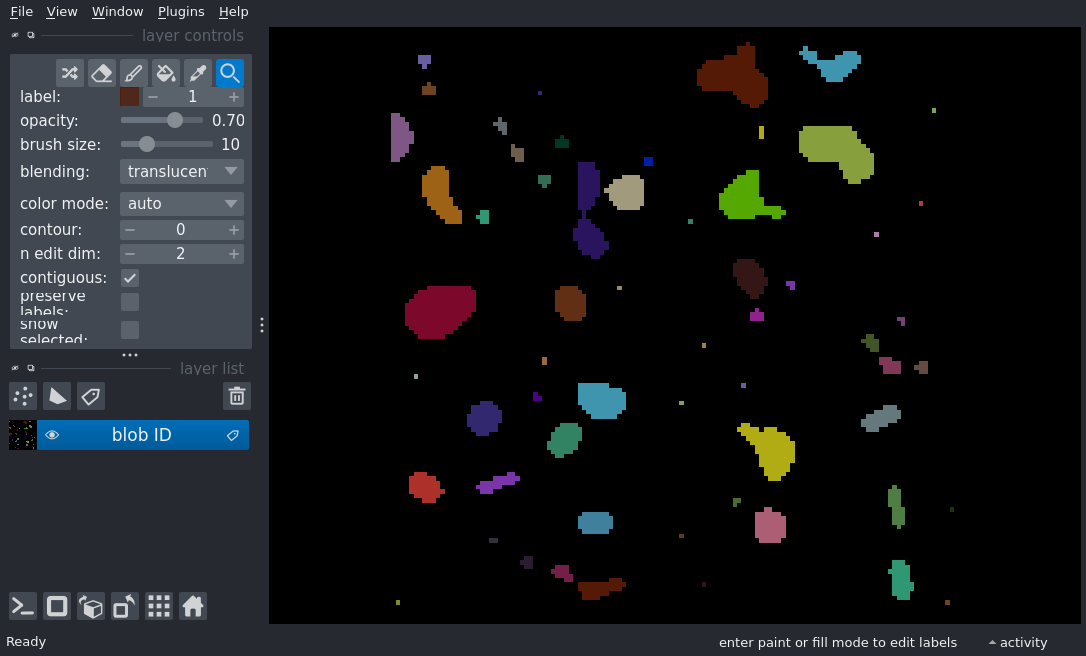 File View Window Plugins Help
layer controls
label: 1
opacity: 0.70
brush size: 10
blending: translucen
color mode: auto
contour: 0
n edit dim: 2
contiguous:
preserve
labels:
show
selected:
layer list
blob ID
Ready enter paint or fill mode to edit labels activity